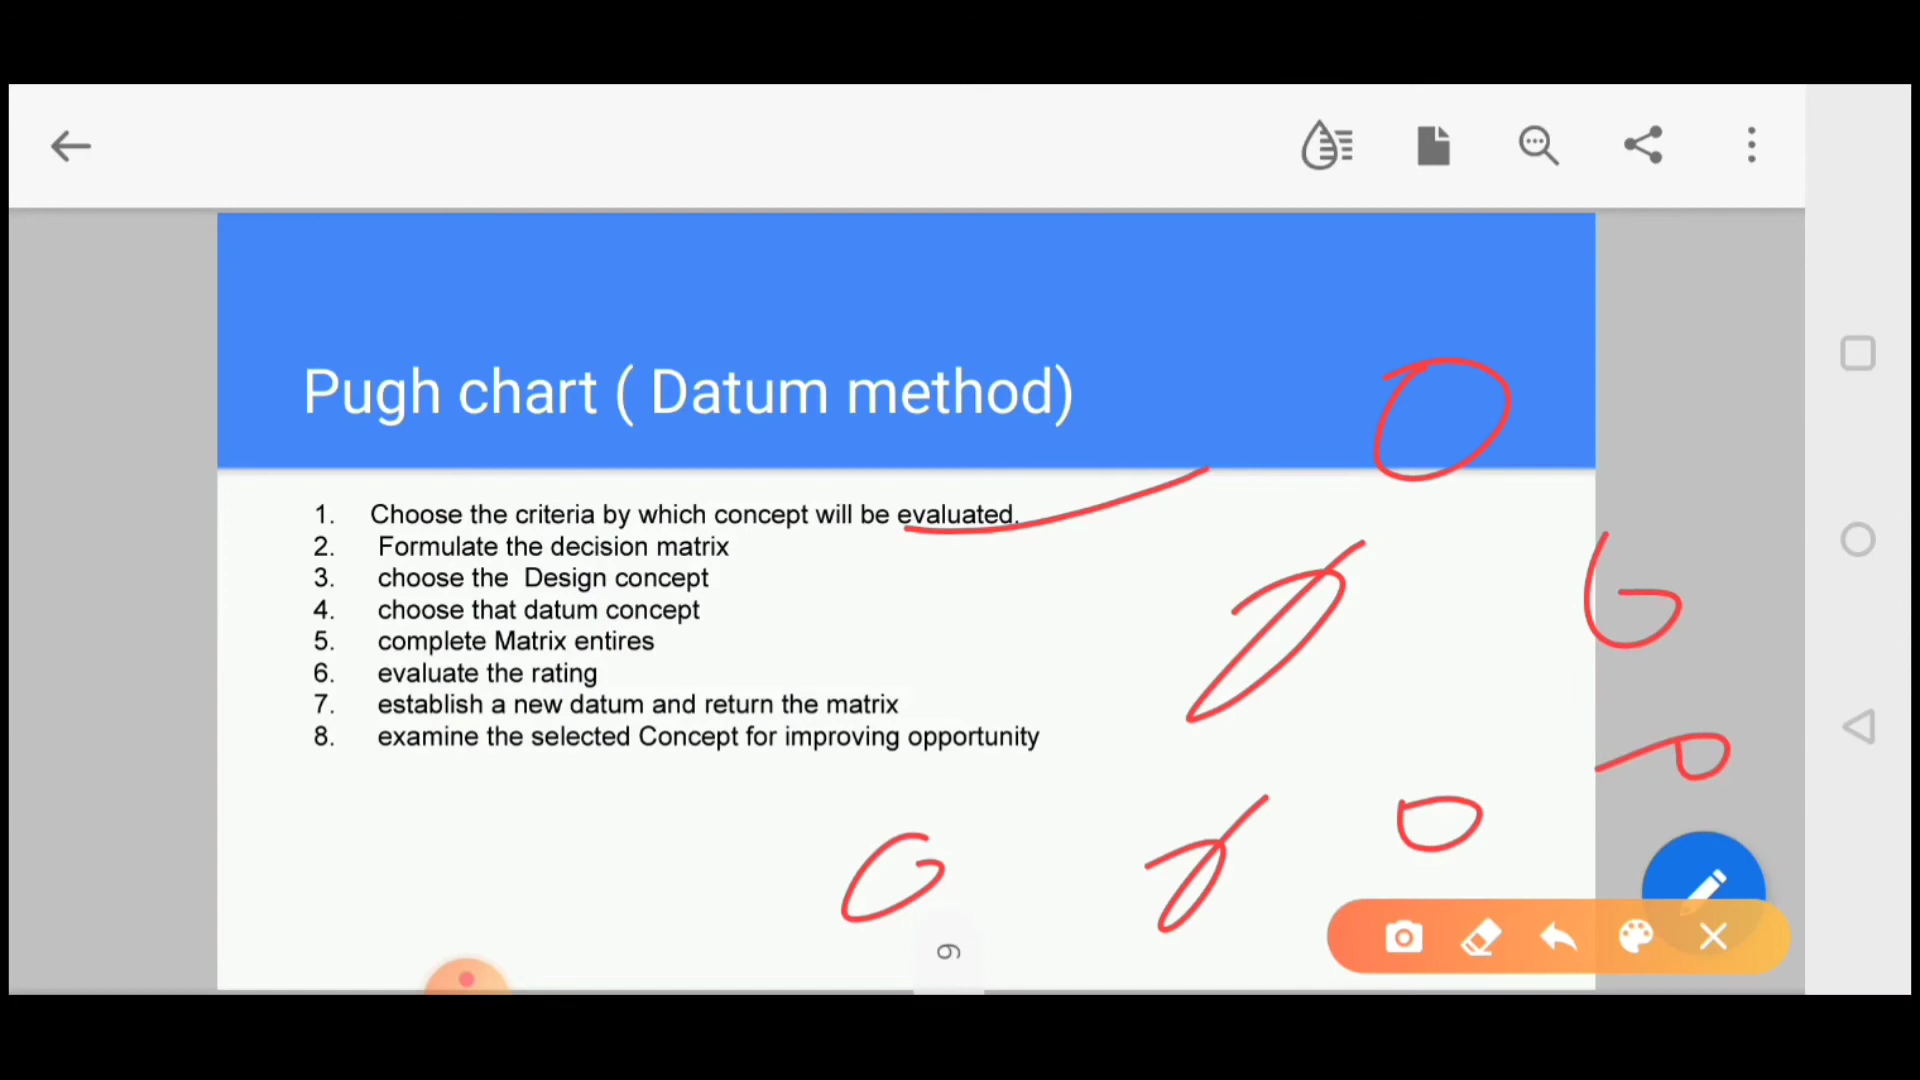 Pugh chart ( Datum method)
1. Choose the criteria by which concept will be evaluated.
2. Formulate the decision matrix
3. choose the Design concept
4. choose that datum concept
5. complete Matrix entires
6. evaluate the rating
7. establish a new datum and return the matrix
8. examine the selected Concept for improving opportunity
6